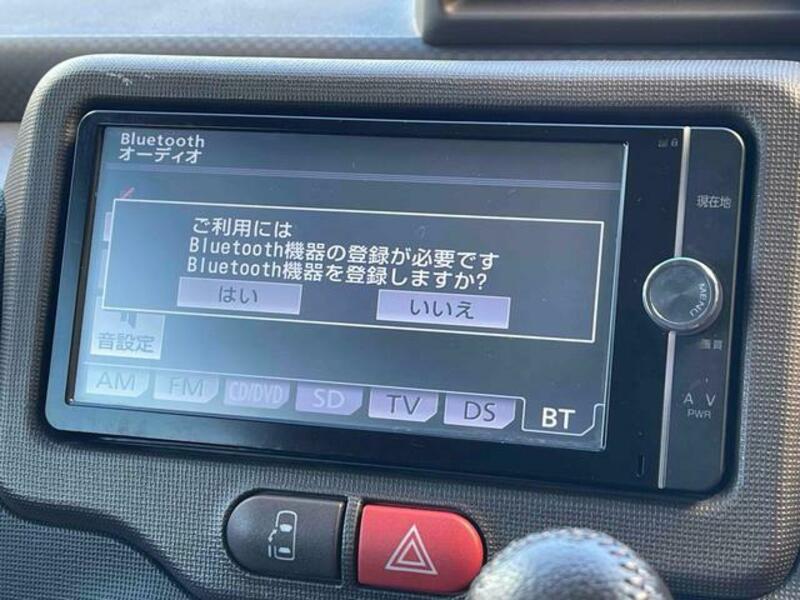 Bluetooth
オーディオ
ご利用には
Bluetooth機器の登録が必要です
Bluetooth機器を登録しますか?
はい
いいえ
音設定
AM
FM
CD/DVD
SD
TV
DS
BT
現在地
MENU
画質
A V
PWR